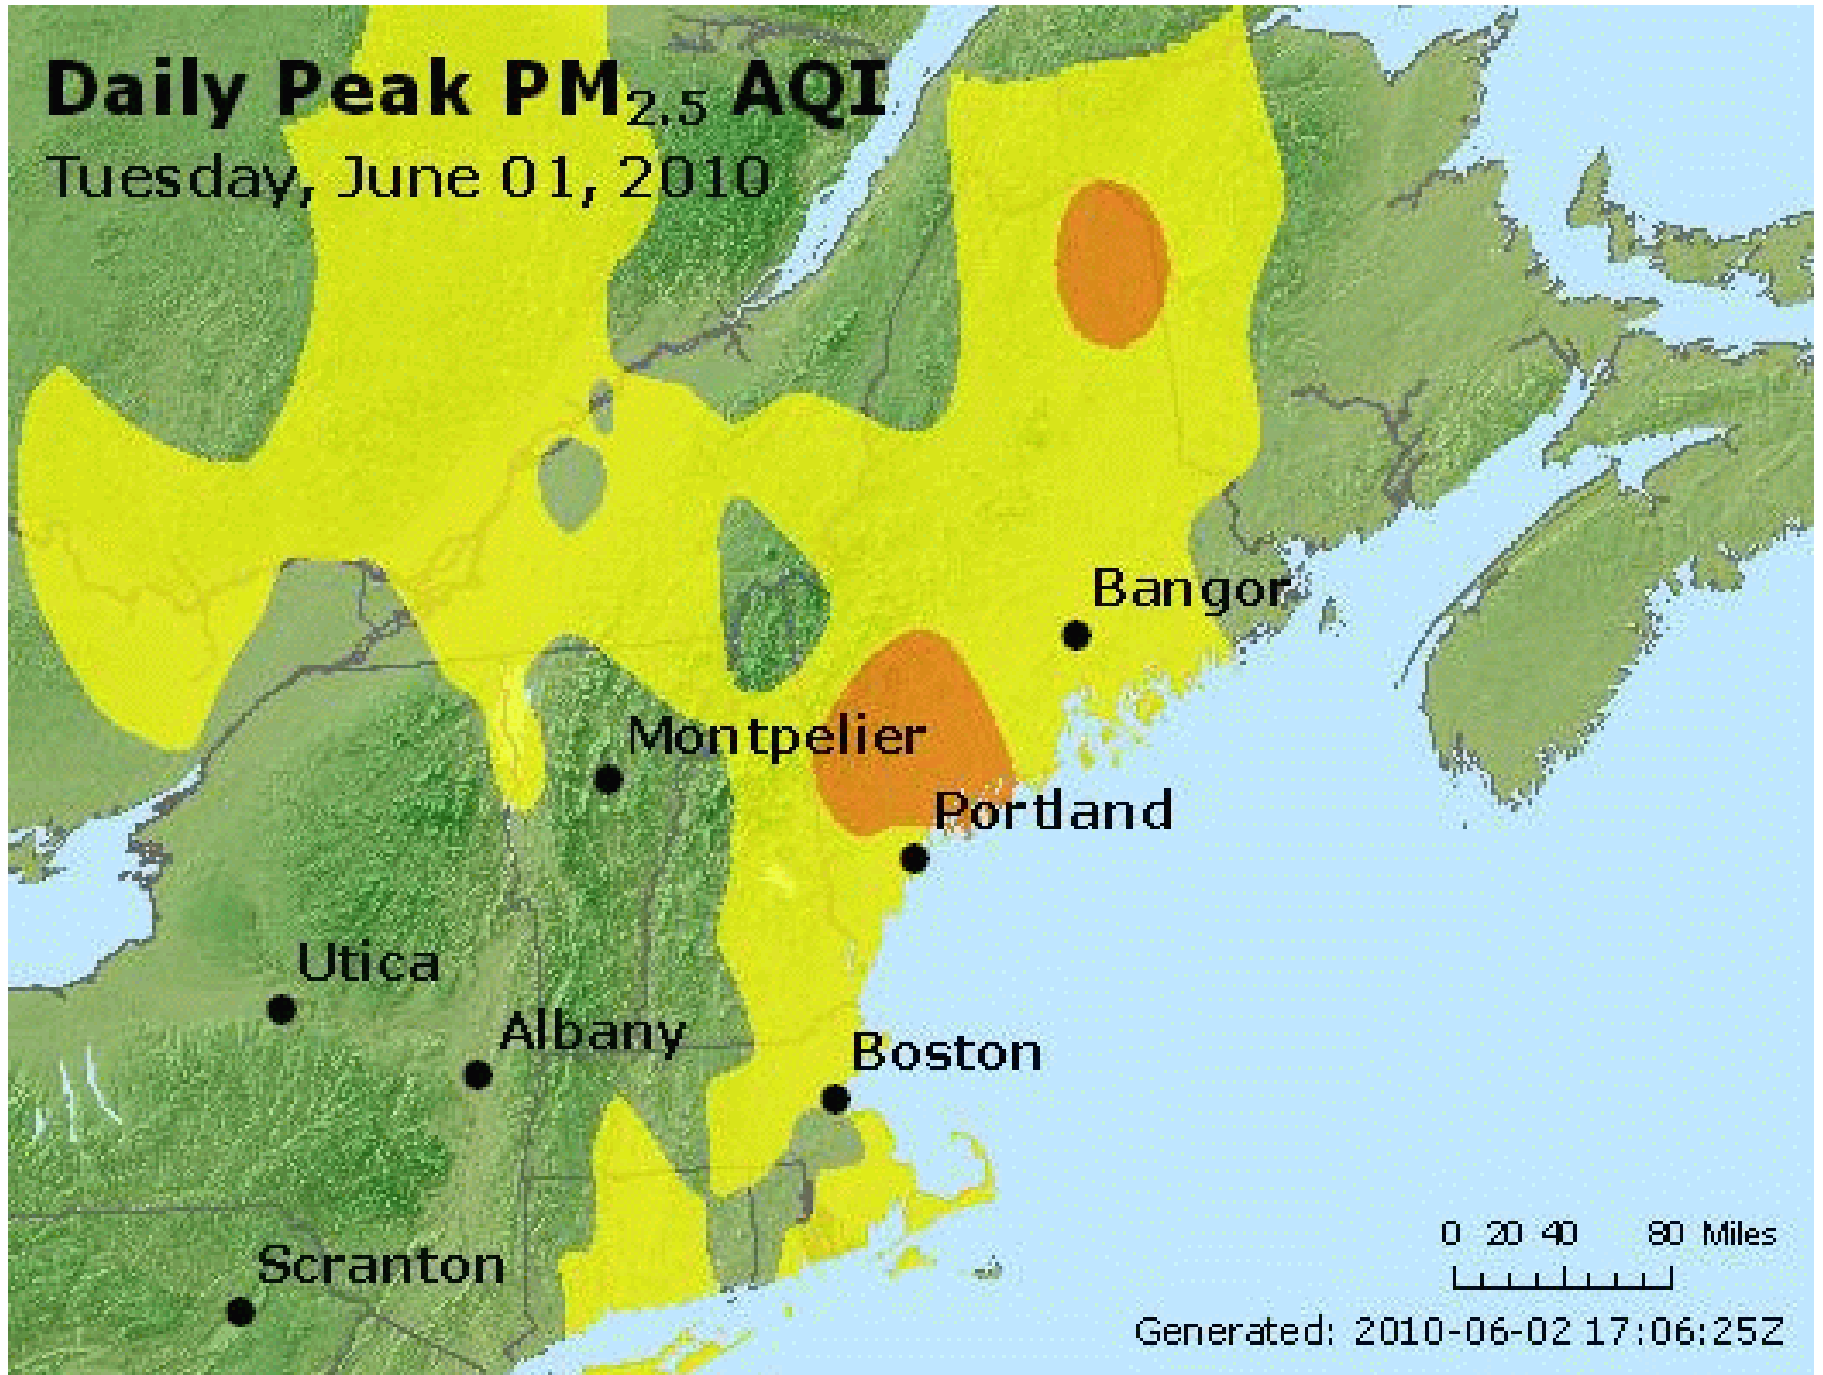 Daily Peak PM2.5 AQI
Tuesday, June 01, 2010
Bangor
Montpelier
Portland
Utica
Albany
Boston
Scranton
0 20 40 80 Miles
Generated: 2010-06-02 17:06:25Z